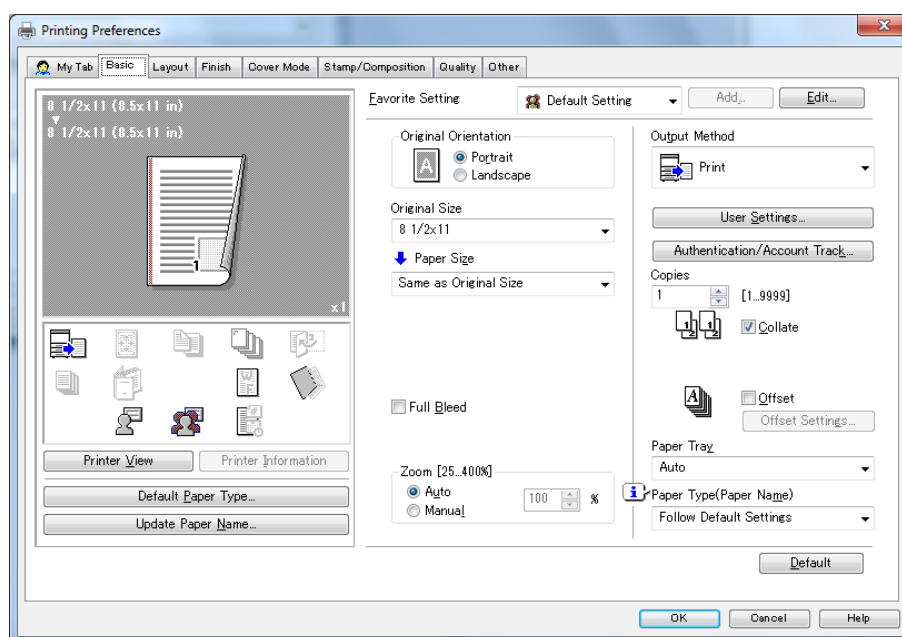 Printing Preferences
My Tab Basic Layout Finish Cover Mode Stamp/Composition Quality Other
8 1/2x11 (8.5x11 in)
8 1/2x11 (8.5x11 in)
1
x1
Printer View Printer Information
Default Paper Type...
Update Paper Name...
Favorite Setting Default Setting Add... Edit...
Original Orientation
A
Portrait
Landscape
Original Size
8 1/2x11
Paper Size
Same as Original Size
Full Bleed
Zoom [25...400%]
Auto
Manual
100 %
Output Method
Print
User Settings...
Authentication/Account Track...
Copies
1 [1...9999]
Collate
Offset
Offset Settings...
Paper Tray
Auto
Paper Type(Paper Name)
Follow Default Settings
Default
OK Cancel Help